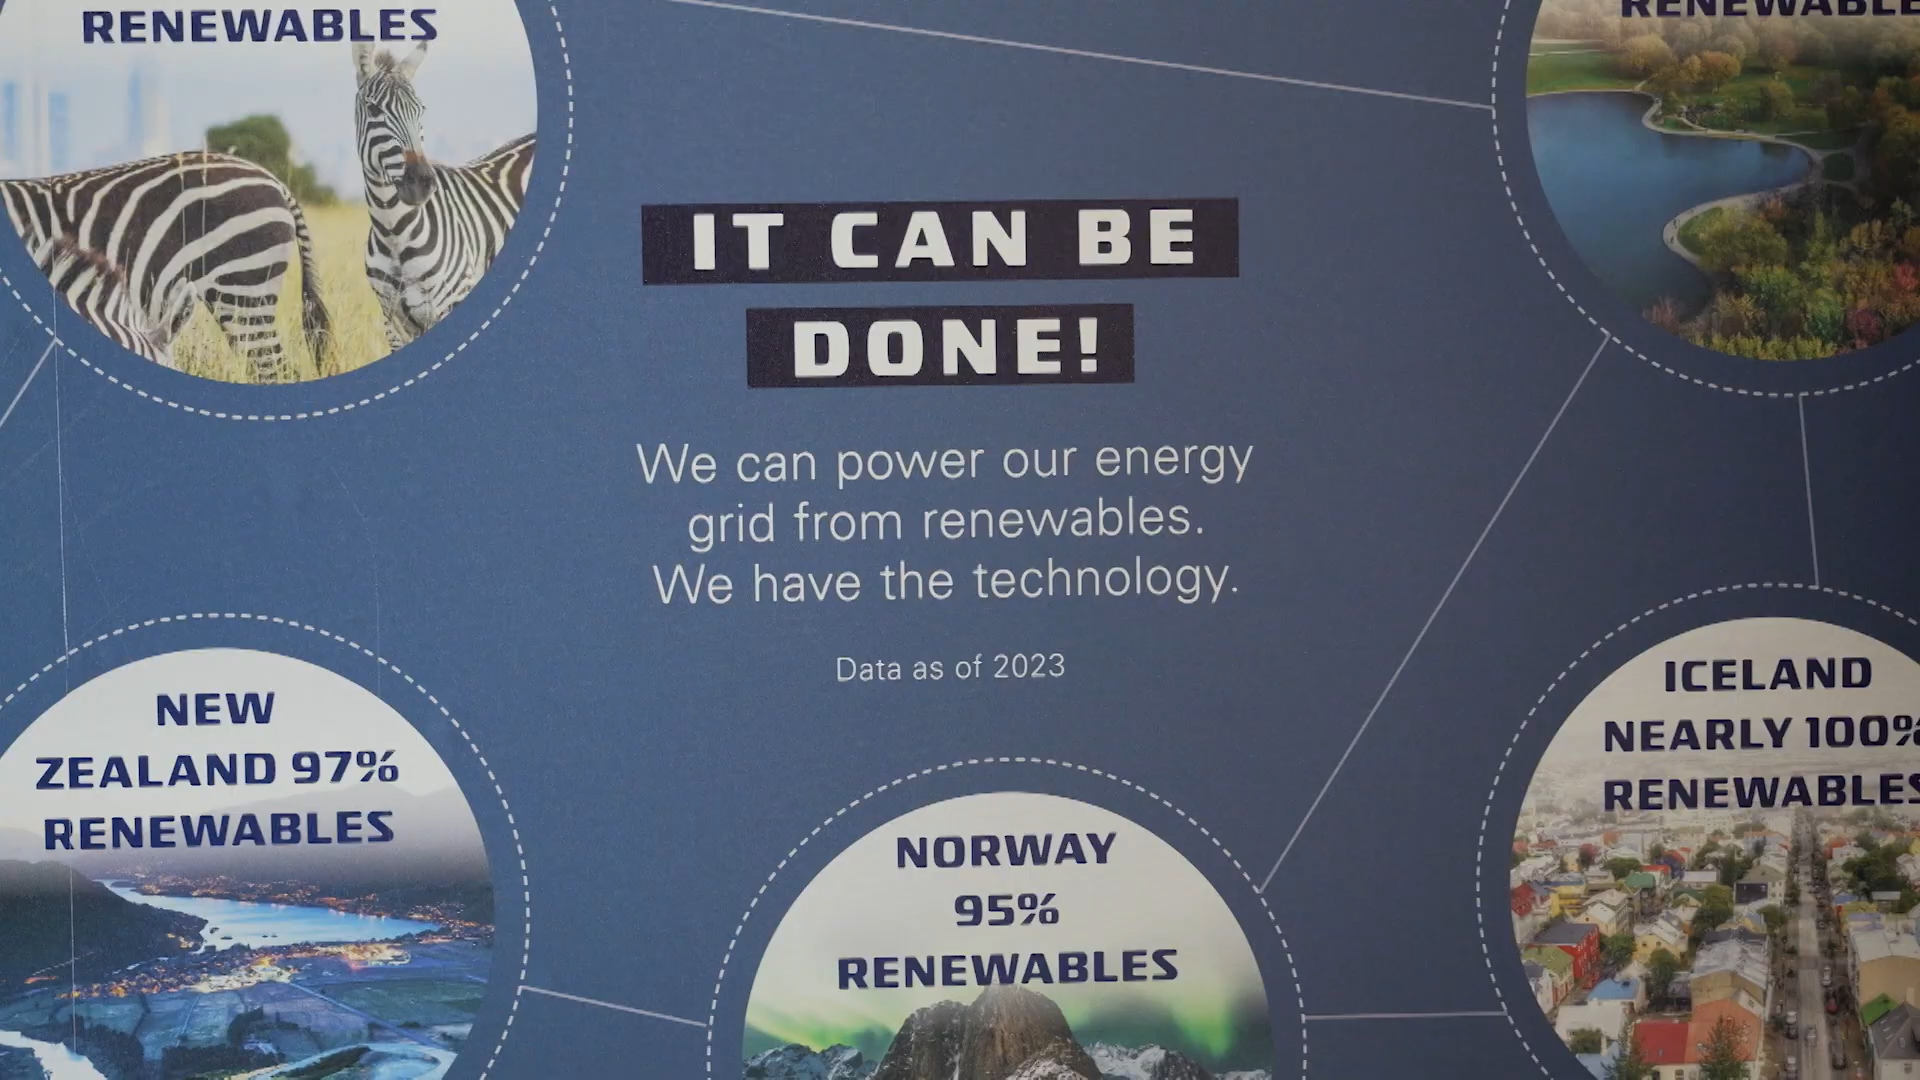 RENEWABLES
RENEWABLE
IT CAN BE
DONE!
We can power our energy
grid from renewables.
We have the technology.
Data as of 2023
NEW
ZEALAND 97%
RENEWABLES
NORWAY
95%
RENEWABLES
ICELAND
NEARLY 100%
RENEWABLES